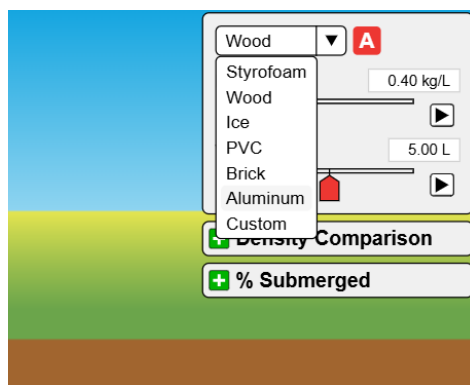 Wood ▼ A
Styrofoam
0.40 kg/L
Wood
Ice
PVC
5.00 L
Brick
Aluminum
Custom
Density Comparison
% Submerged